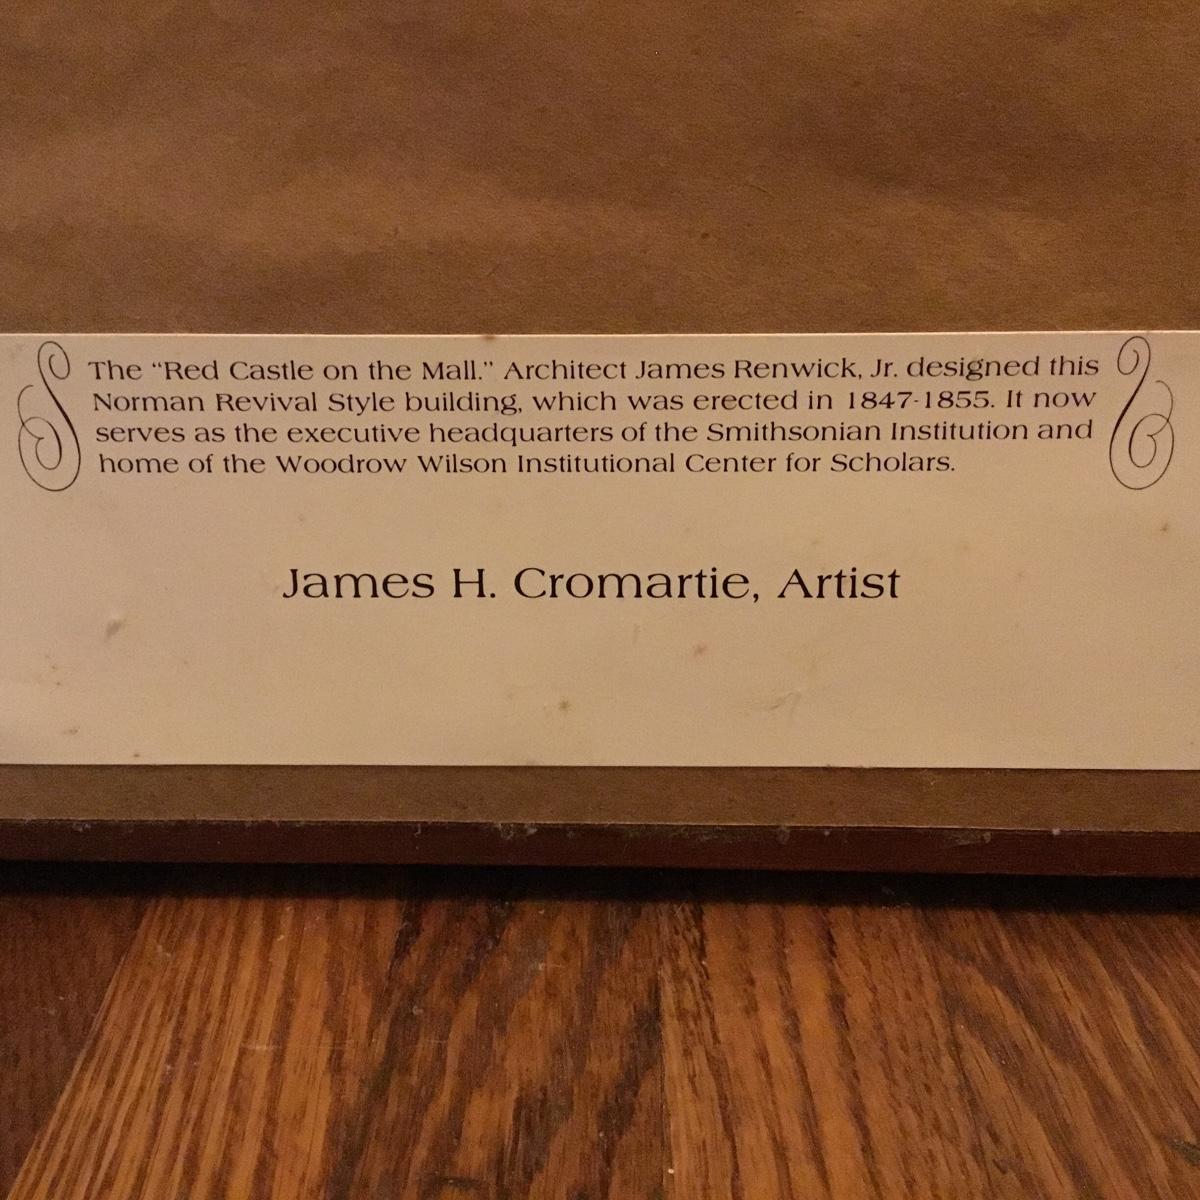 The “Red Castle on the Mall.” Architect James Renwick, Jr. designed this
Norman Revival Style building, which was erected in 1847-1855. It now
serves as the executive headquarters of the Smithsonian Institution and
home of the Woodrow Wilson Institutional Center for Scholars.
James H. Cromartie, Artist